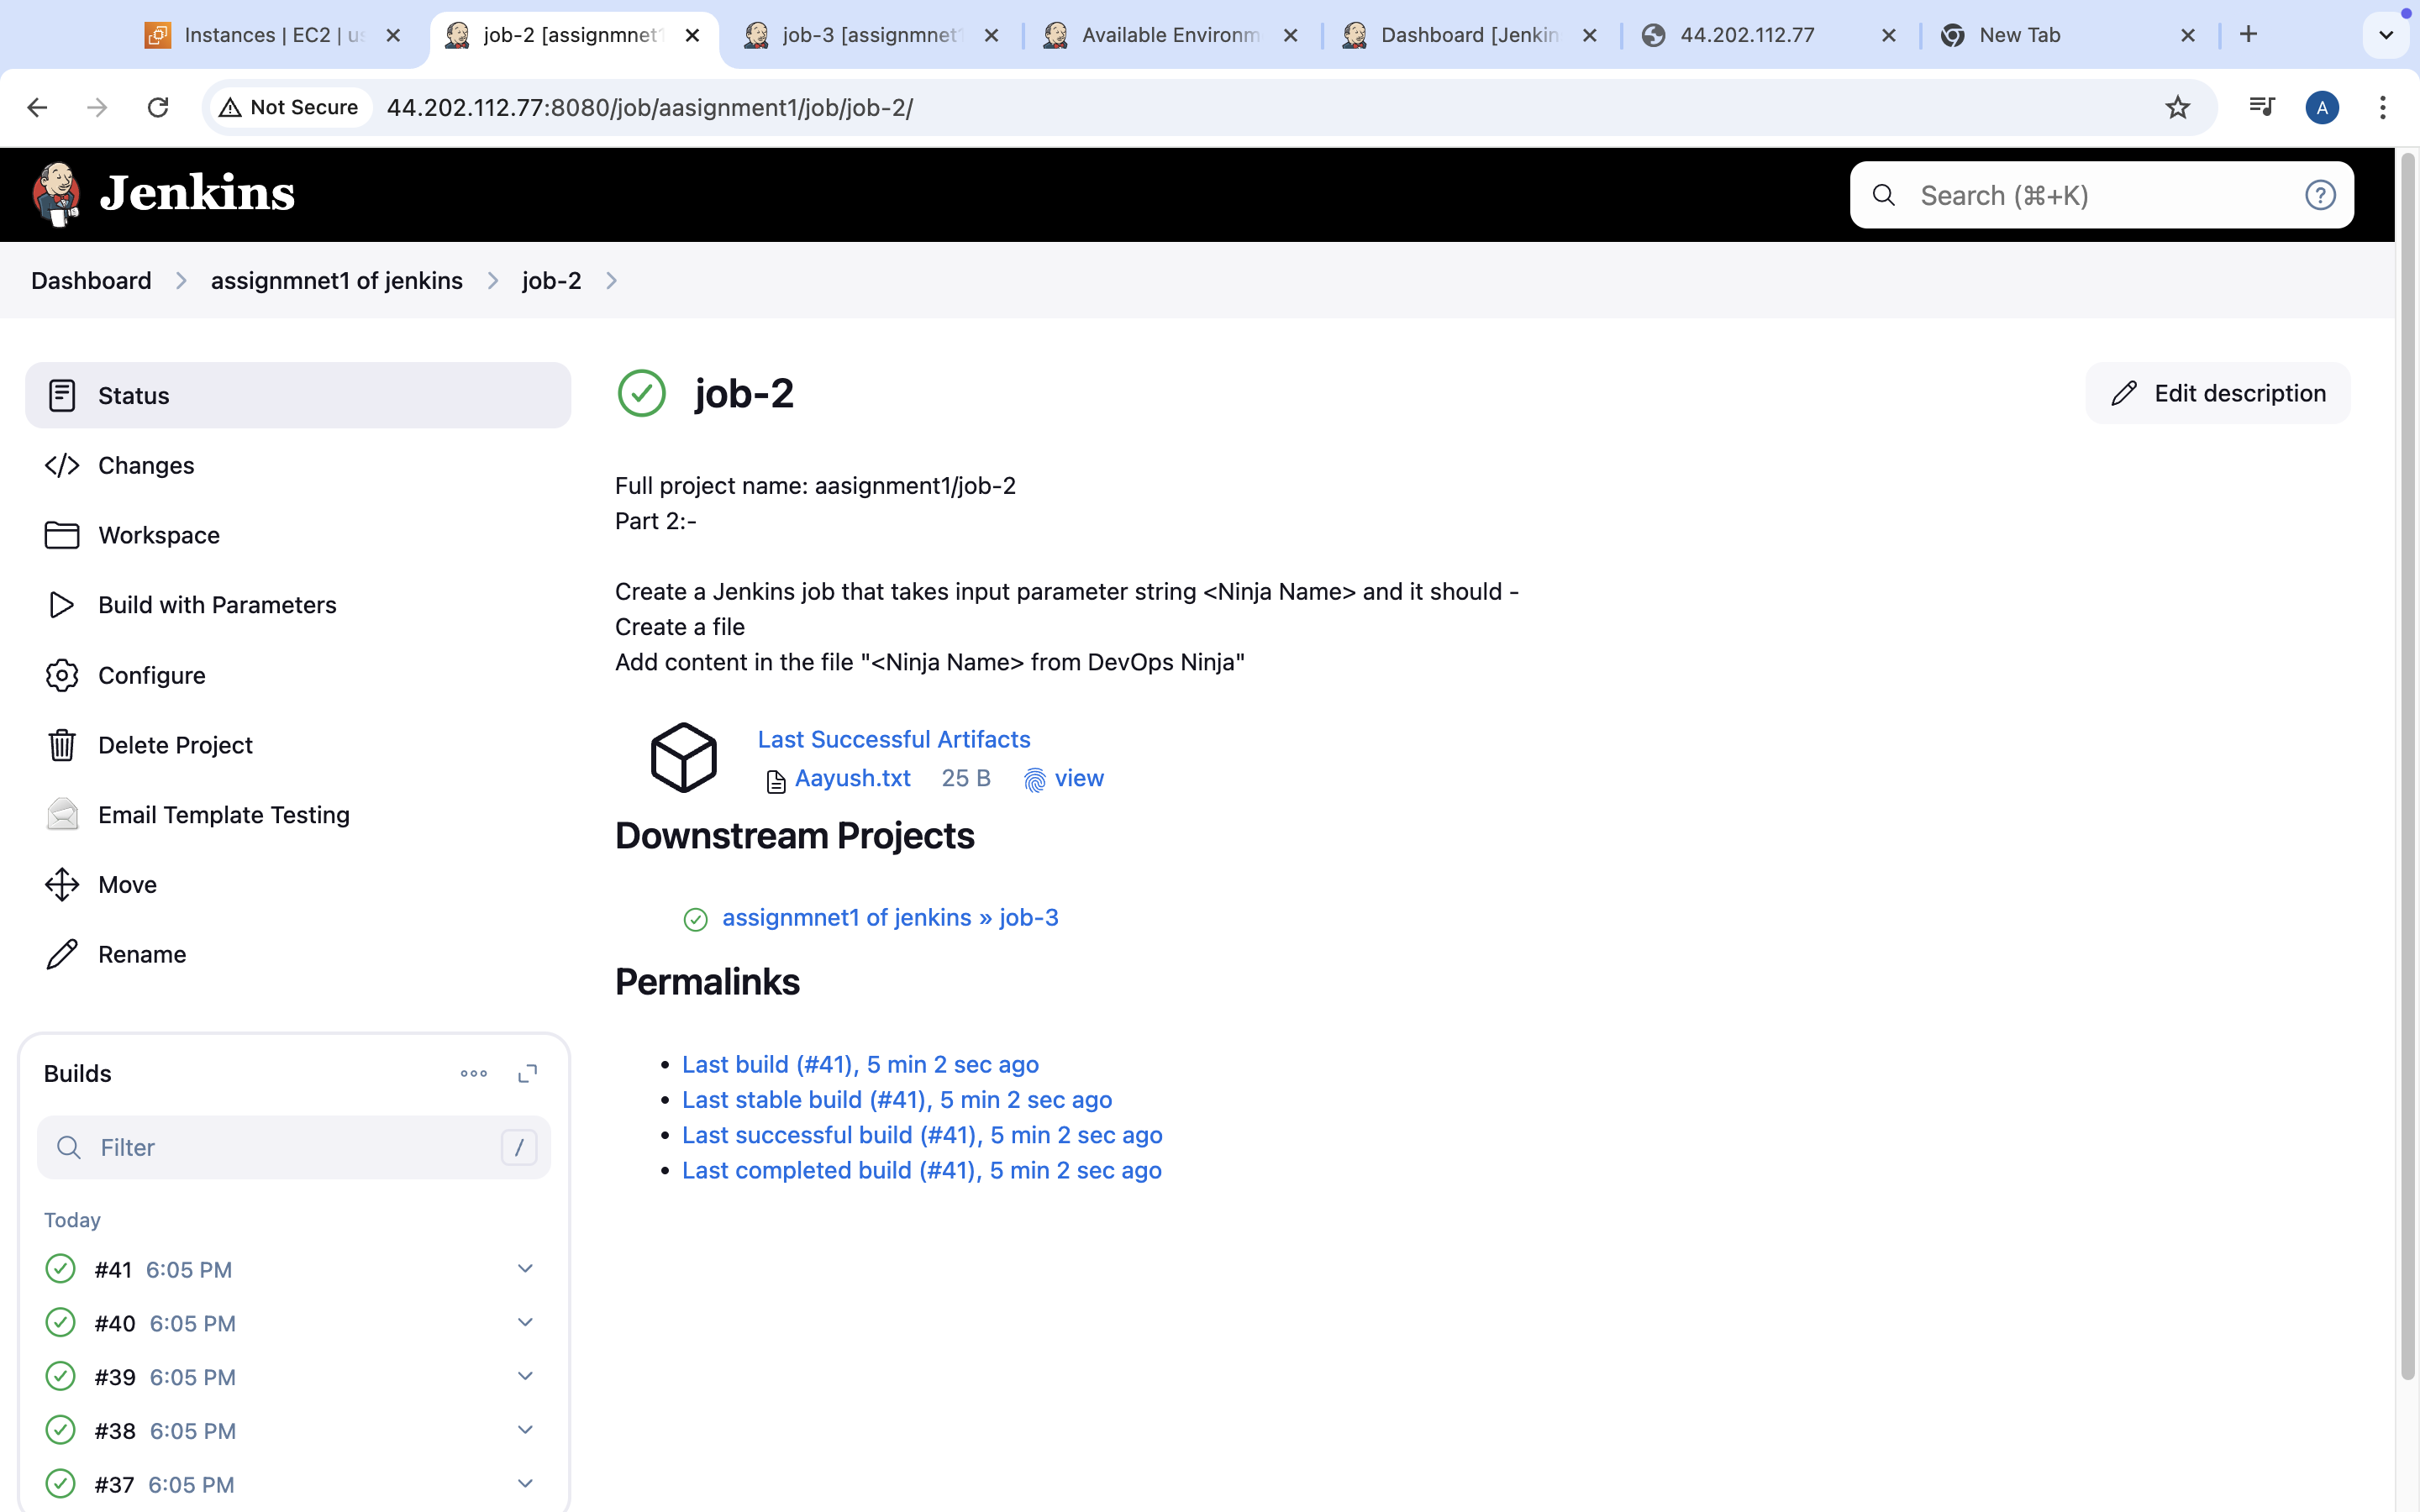 Instances | EC2 | us
job-2 [assignmnet1
job-3 [assignmnet1
Available Environm
Dashboard [Jenkin
44.202.112.77
New Tab
Not Secure
44.202.112.77:8080/job/aasignment1/job/job-2/
A
Jenkins
Search (⌘+K)
?
Dashboard
assignmnet1 of jenkins
job-2
Status
Changes
Workspace
Build with Parameters
Configure
Delete Project
Email Template Testing
Move
Rename
Builds
Filter
/
Today
#41 6:05 PM
#40 6:05 PM
#39 6:05 PM
#38 6:05 PM
#37 6:05 PM
job-2
Edit description
Full project name: aasignment1/job-2
Part 2:-
Create a Jenkins job that takes input parameter string <Ninja Name> and it should -
Create a file
Add content in the file "<Ninja Name> from DevOps Ninja"
Last Successful Artifacts
Aayush.txt 25 B view
Downstream Projects
assignmnet1 of jenkins » job-3
Permalinks
Last build (#41), 5 min 2 sec ago
Last stable build (#41), 5 min 2 sec ago
Last successful build (#41), 5 min 2 sec ago
Last completed build (#41), 5 min 2 sec ago